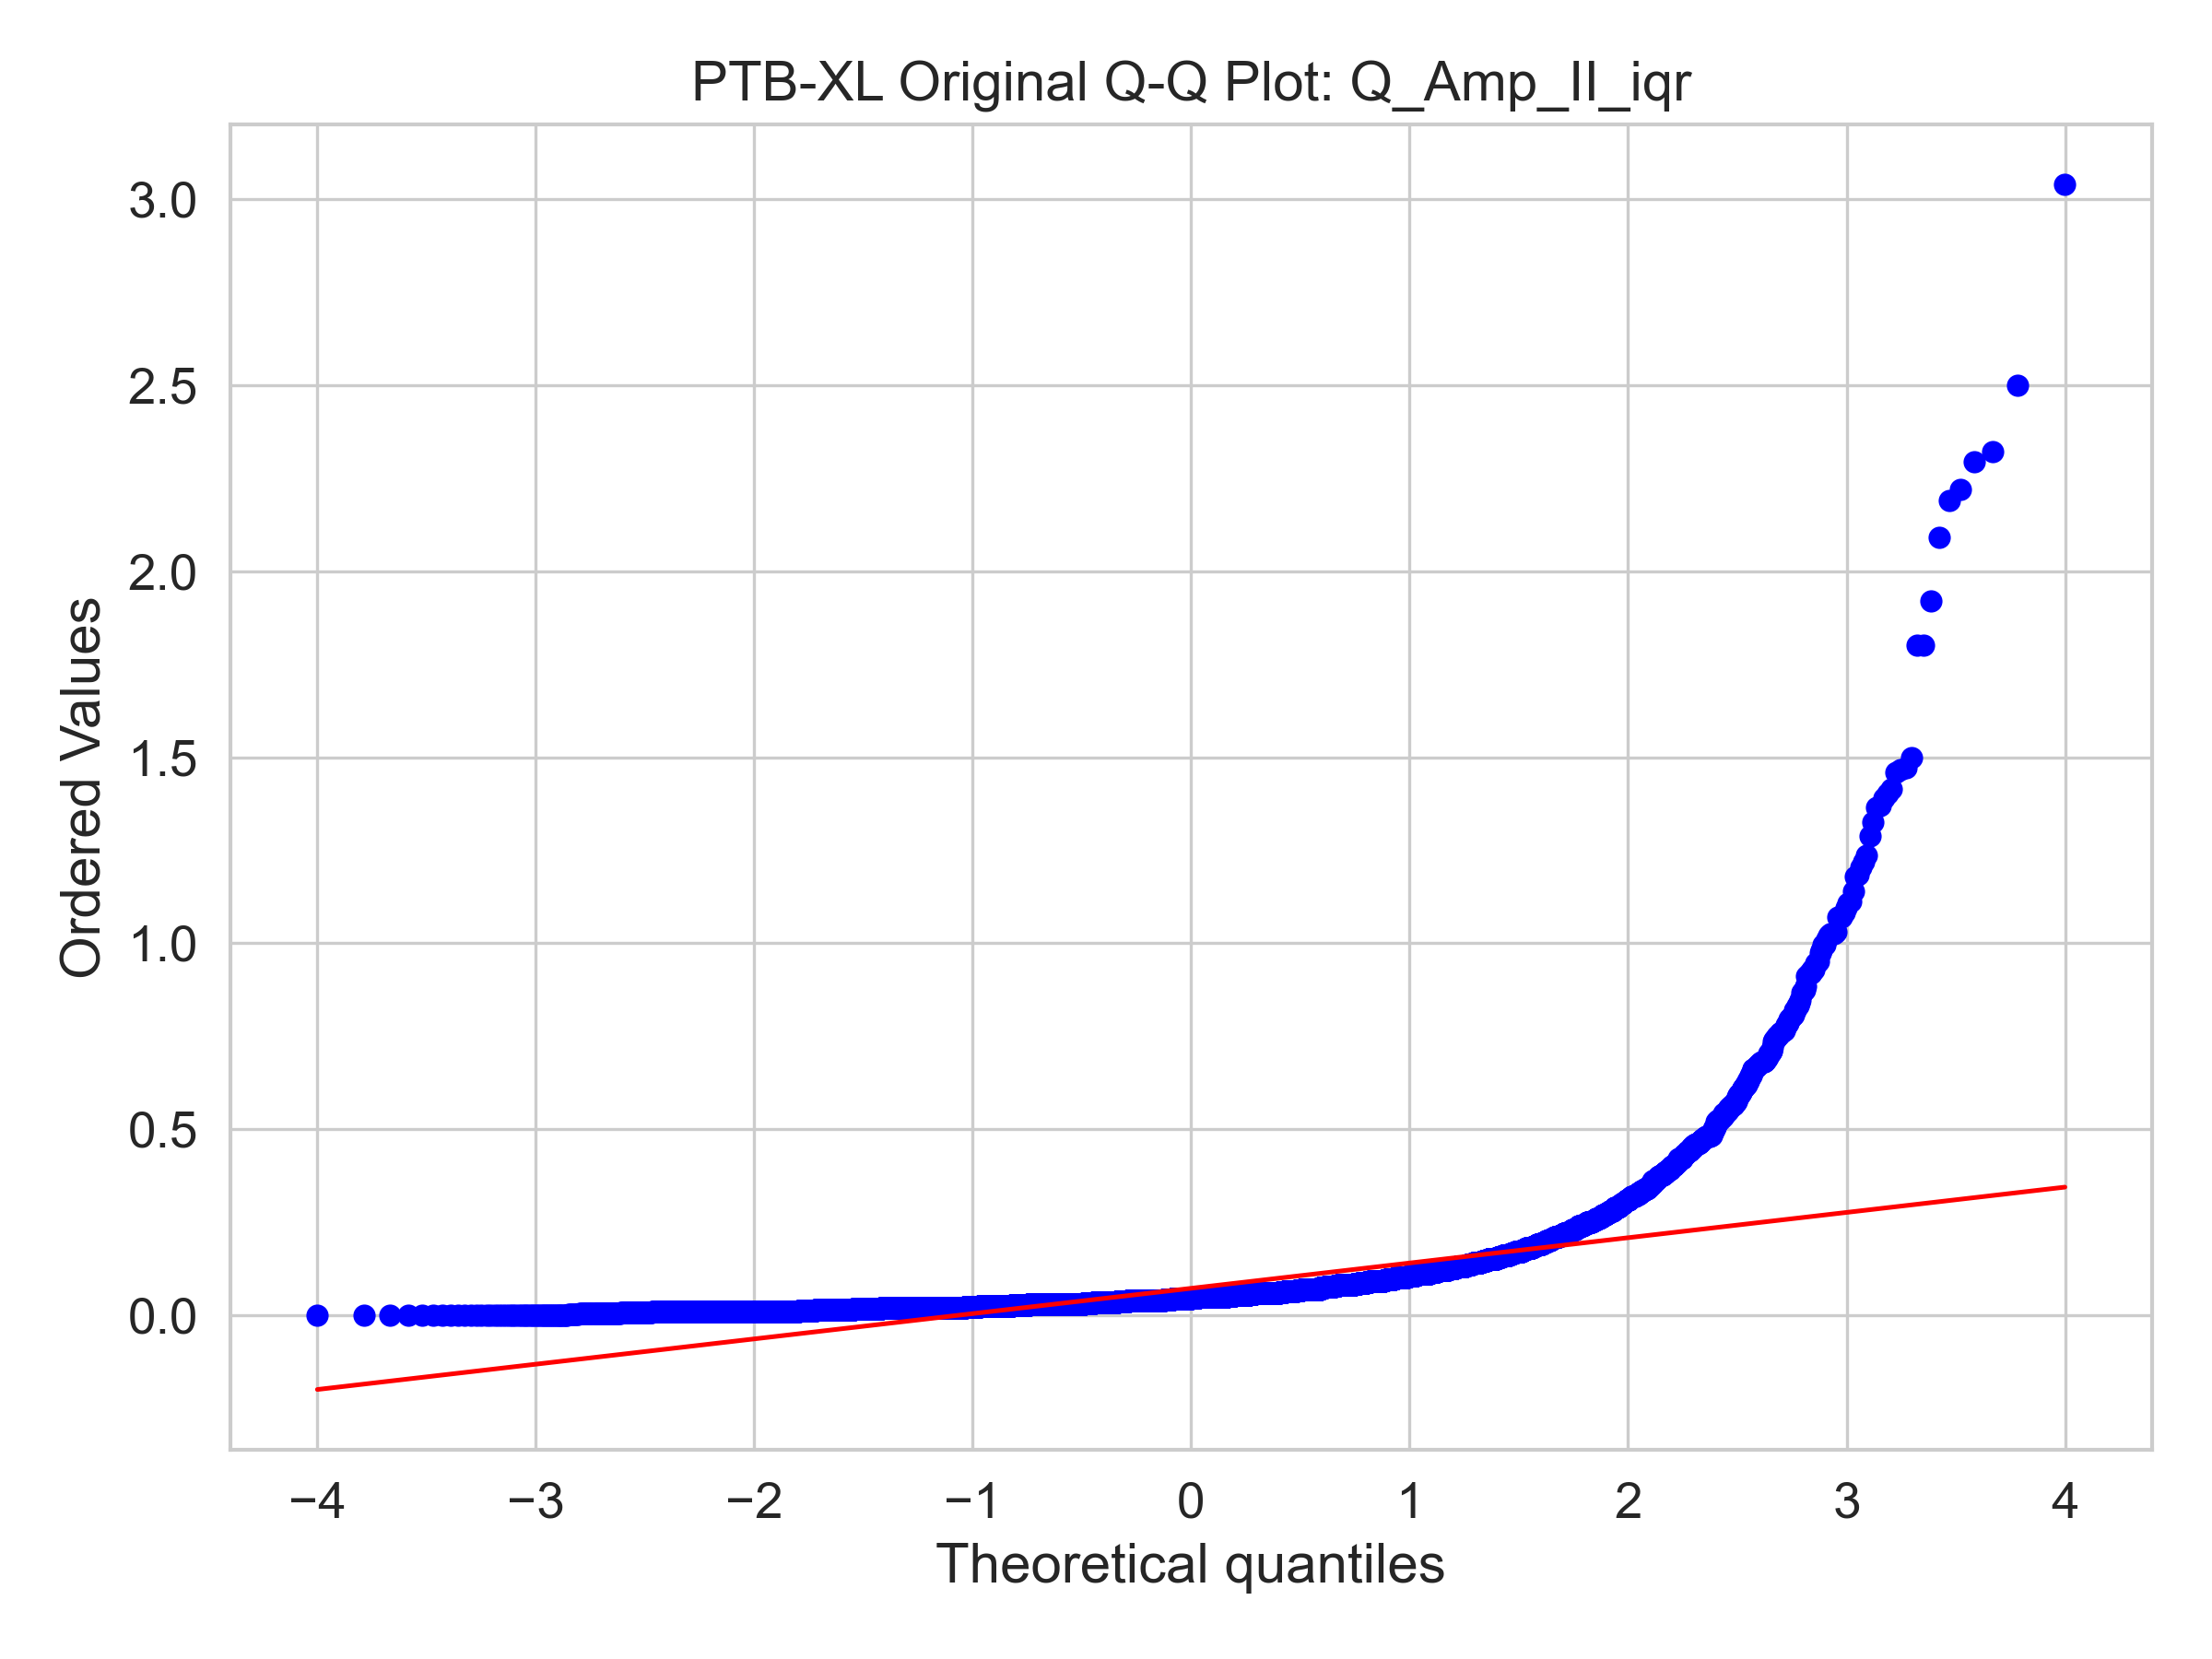 PTB-XL Original Q-Q Plot: Q_Amp_II_iqr
3.0
2.5
2.0
1.5
1.0
0.5
0.0
Ordered Values
−4 −3 −2 −1 0 1 2 3 4
Theoretical quantiles